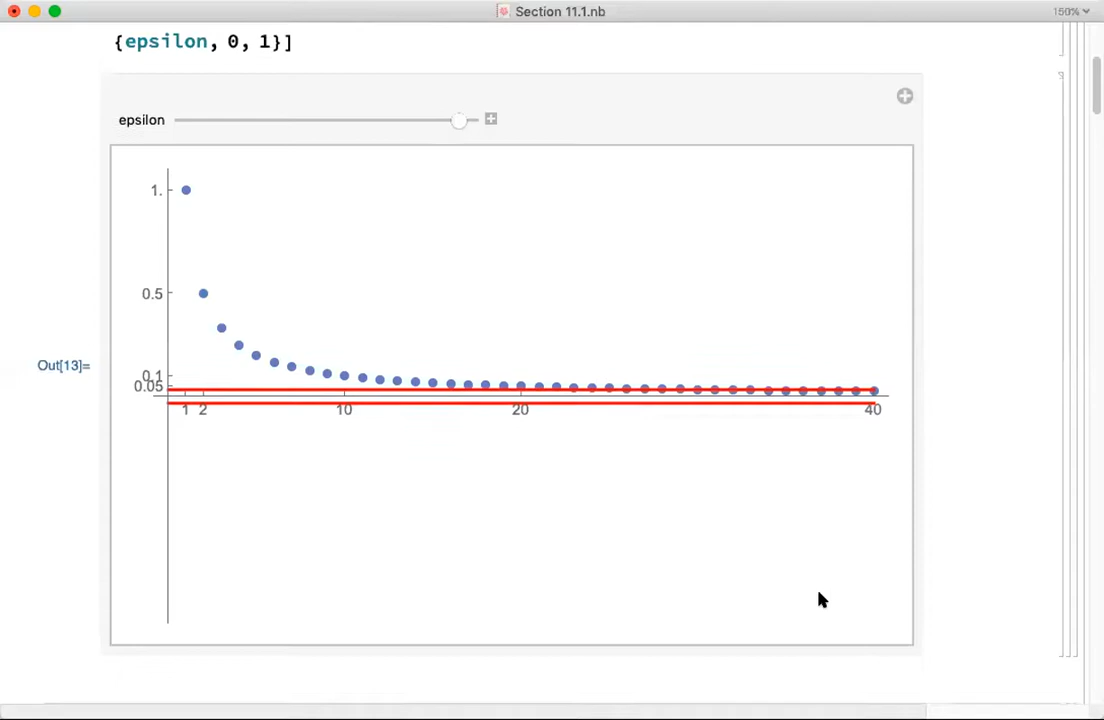 Section 11.1.nb
150%
{epsilon, 0, 1}]
epsilon
1.
0.5
Out[13]=
0.1
0.05
1 2 10 20 40